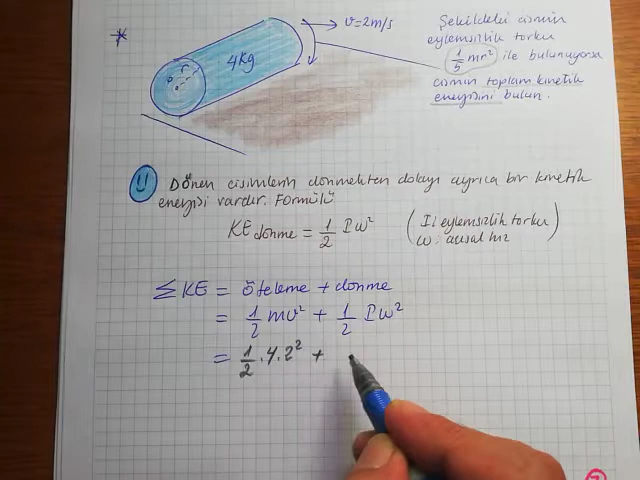 *
v=2m/s
4kg
r
Şekildeki cismin
eylemsizlik torku
1/5 mr² ile bulunuyorsa
cismin toplam kinetik
enerjisini bulun.
Dönen cisimlerin dönmekten dolayı ayrıca bir kinetik
enerjisi vardır. Formülü
KE dönme = 1/2 Iω² (I: eylemsizlik torku
ω: açısal hız)
ΣKE = öteleme + dönme
= 1/2 mv² + 1/2 Iω²
= 1/2 . 4 . 2² +